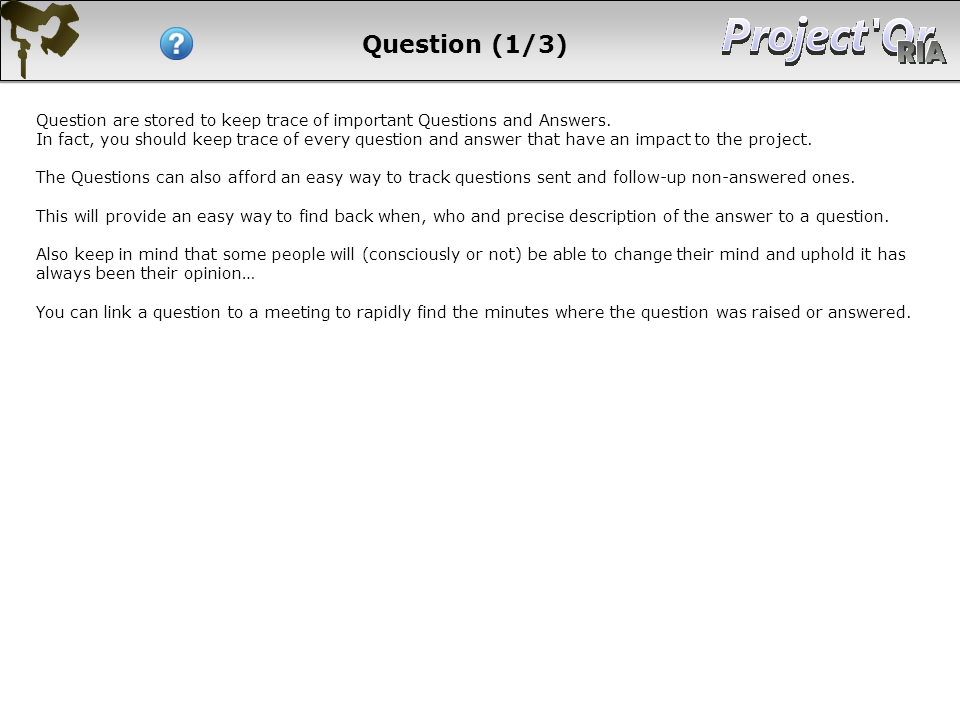 Question (1/3)
Project'Or
RIA
Question are stored to keep trace of important Questions and Answers.
In fact, you should keep trace of every question and answer that have an impact to the project.
The Questions can also afford an easy way to track questions sent and follow-up non-answered ones.
This will provide an easy way to find back when, who and precise description of the answer to a question.
Also keep in mind that some people will (consciously or not) be able to change their mind and uphold it has
always been their opinion…
You can link a question to a meeting to rapidly find the minutes where the question was raised or answered.